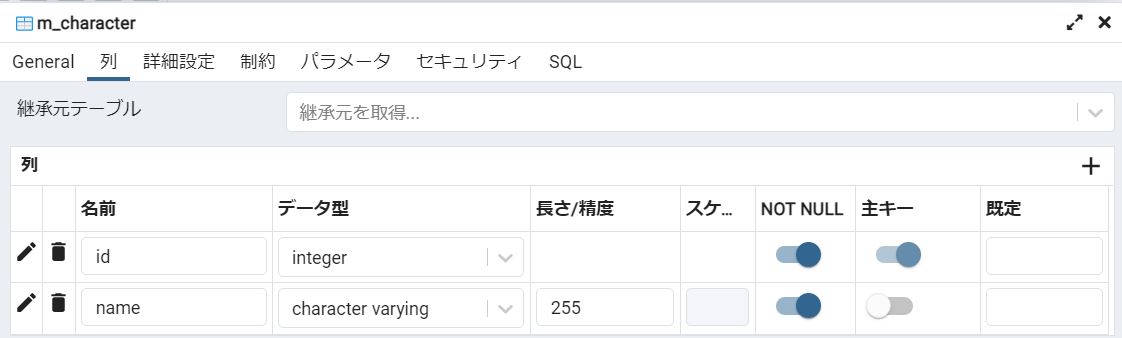 m_character
General 列 詳細設定 制約 パラメータ セキュリティ SQL
継承元テーブル 継承元を取得...
列
名前 データ型 長さ/精度 スケ... NOT NULL 主キー 既定
id integer
name character varying 255